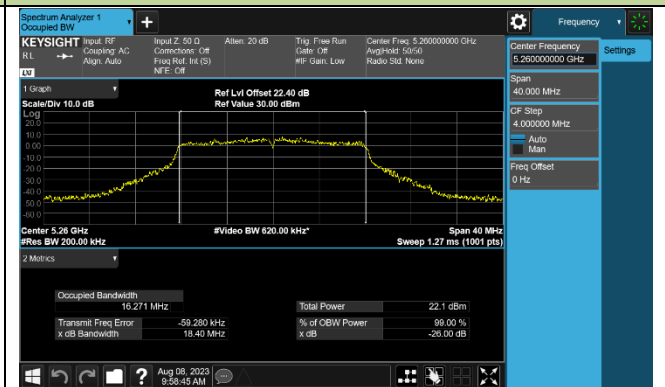 Spectrum Analyzer 1
Occupied BW
Frequency
KEYSIGHT
RL
Input: RF
Coupling: AC
Align: Auto
Input Z: 50 Ω
Corrections: Off
Freq Ref: Int (S)
NFE: Off
Atten: 20 dB
Trig: Free Run
Gate: Off
#IF Gain: Low
Center Freq: 5.260000000 GHz
Avg|Hold: 50/50
Radio Std: None
LXI
Center Frequency
5.260000000 GHz
Settings
Span
40.000 MHz
CF Step
4.000000 MHz
Auto
Man
Freq Offset
0 Hz
1 Graph
Scale/Div 10.0 dB
Ref Lvl Offset 22.40 dB
Ref Value 30.00 dBm
Log
20.0
10.0
0.00
-10.0
-20.0
-30.0
-40.0
-50.0
-60.0
Center 5.26 GHz
#Res BW 200.00 kHz
#Video BW 620.00 kHz*
Span 40 MHz
Sweep 1.27 ms (1001 pts)
2 Metrics
Occupied Bandwidth
16.271 MHz
Total Power 22.1 dBm
Transmit Freq Error -59.280 kHz
% of OBW Power 99.00 %
x dB Bandwidth 18.40 MHz
x dB -26.00 dB
?
Aug 08, 2023
9:58:45 AM